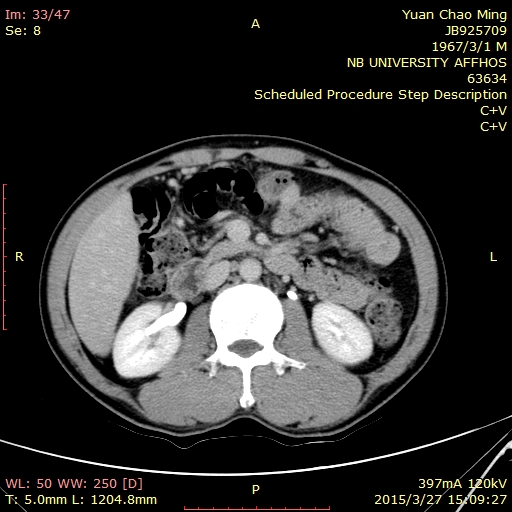 Im: 33/47
Se: 8
A
Yuan Chao Ming
JB925709
1967/3/1 M
NB UNIVERSITY AFFHOS
63634
Scheduled Procedure Step Description
C+V
C+V
R
L
WL: 50 WW: 250 [D]
T: 5.0mm L: 1204.8mm
P
397mA 120kV
2015/3/27 15:09:27